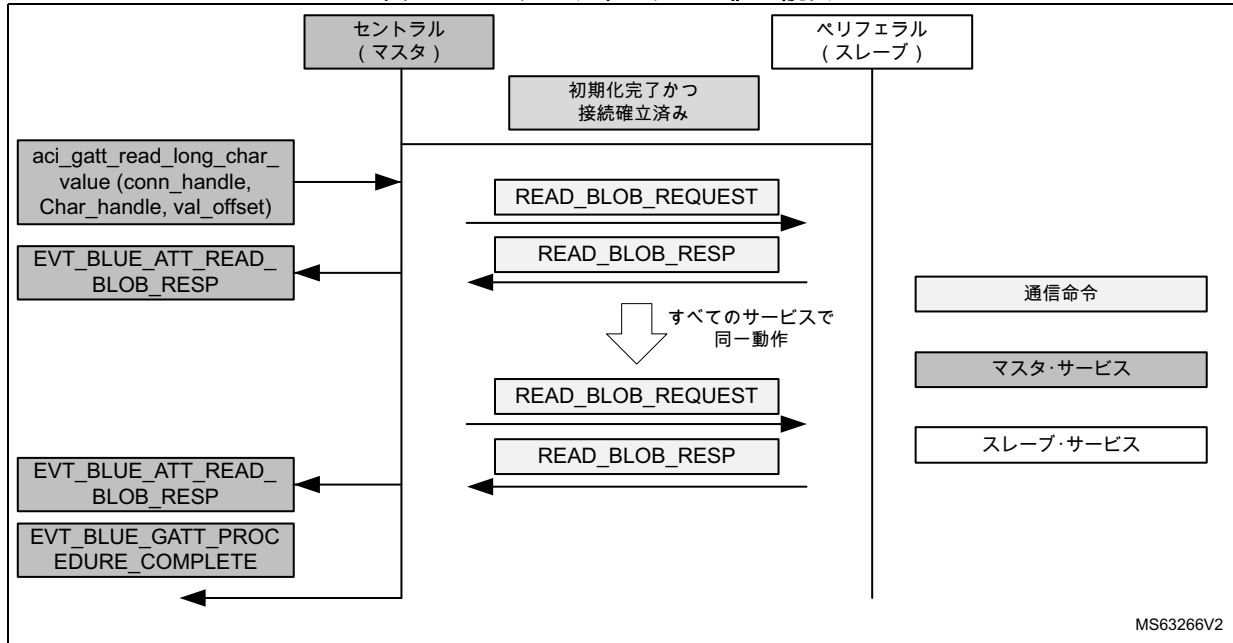 セントラル
(マスタ)
ペリフェラル
(スレーブ)
初期化完了かつ
接続確立済み
aci_gatt_read_long_char_
value (conn_handle,
Char_handle, val_offset)
READ_BLOB_REQUEST
READ_BLOB_RESP
EVT_BLUE_ATT_READ_
BLOB_RESP
通信命令
すべてのサービスで
同一動作
マスタ·サービス
READ_BLOB_REQUEST
READ_BLOB_RESP
スレーブ·サービス
EVT_BLUE_ATT_READ_
BLOB_RESP
EVT_BLUE_GATT_PROC
EDURE_COMPLETE
MS63266V2